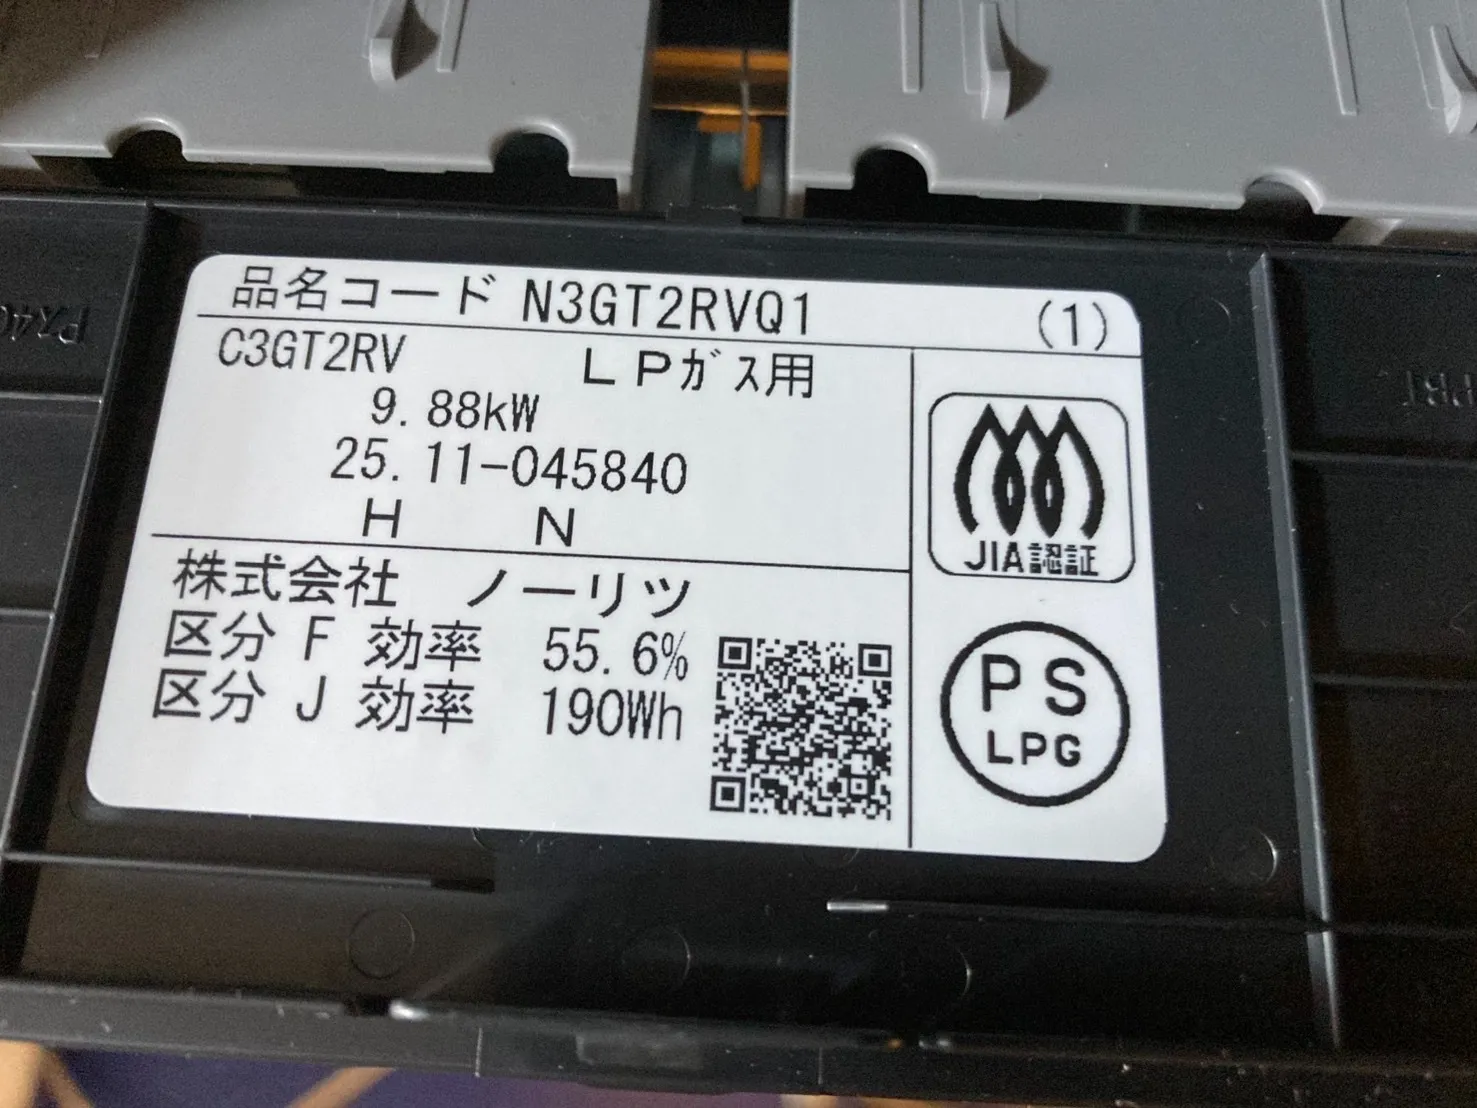 品名コード N3GT2RVQ1 (1)
C3GT2RV LPガス用
9.88kW
25.11-045840
H N
株式会社 ノーリツ
区分 F 効率 55.6%
区分 J 効率 190Wh
JIA認証
PS
LPG